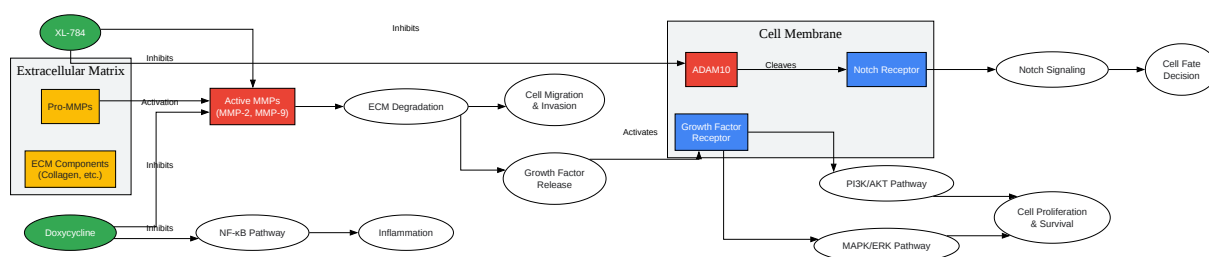 XL-784
Inhibits
Extracellular Matrix
Inhibits
Cell Membrane
Pro-MMPs
Activation
Active MMPs
(MMP-2, MMP-9)
ECM Degradation
Cell Migration
& Invasion
ADAM10
Cleaves
Notch Receptor
Notch Signaling
Cell Fate
Decision
ECM Components
(Collagen, etc.)
Inhibits
Growth Factor
Release
Activates
Growth Factor
Receptor
PI3K/AKT Pathway
Cell Proliferation
& Survival
Doxycycline
Inhibits
NF-κB Pathway
Inflammation
MAPK/ERK Pathway